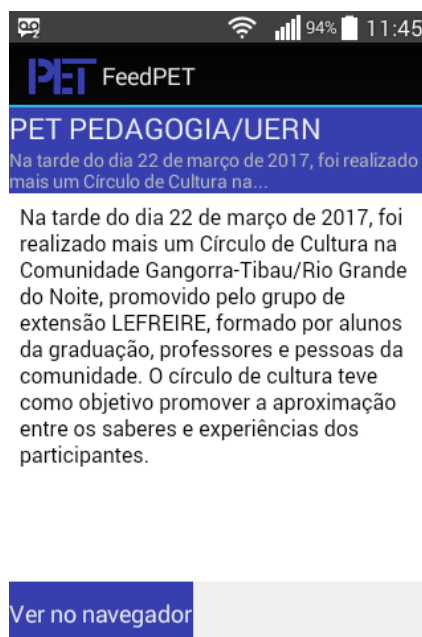 94% 11:45
PET FeedPET
PET PEDAGOGIA/UERN
Na tarde do dia 22 de março de 2017, foi realizado
mais um Círculo de Cultura na...
Na tarde do dia 22 de março de 2017, foi
realizado mais um Círculo de Cultura na
Comunidade Gangorra-Tibau/Rio Grande
do Noite, promovido pelo grupo de
extensão LEFREIRE, formado por alunos
da graduação, professores e pessoas da
comunidade. O círculo de cultura teve
como objetivo promover a aproximação
entre os saberes e experiências dos
participantes.
Ver no navegador